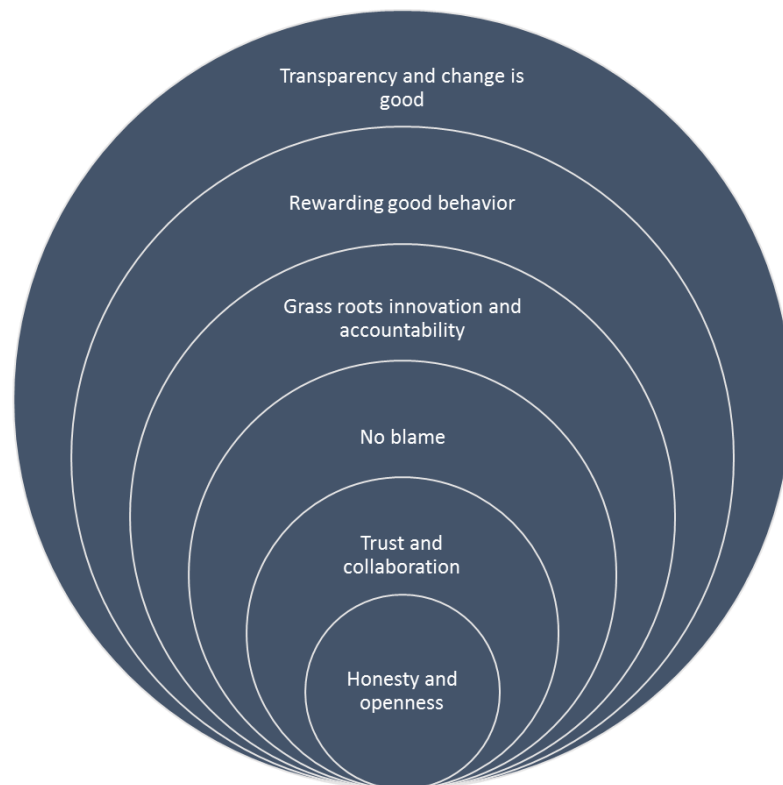 Transparency and change is
good
Rewarding good behavior
Grass roots innovation and
accountability
No blame
Trust and
collaboration
Honesty and
openness